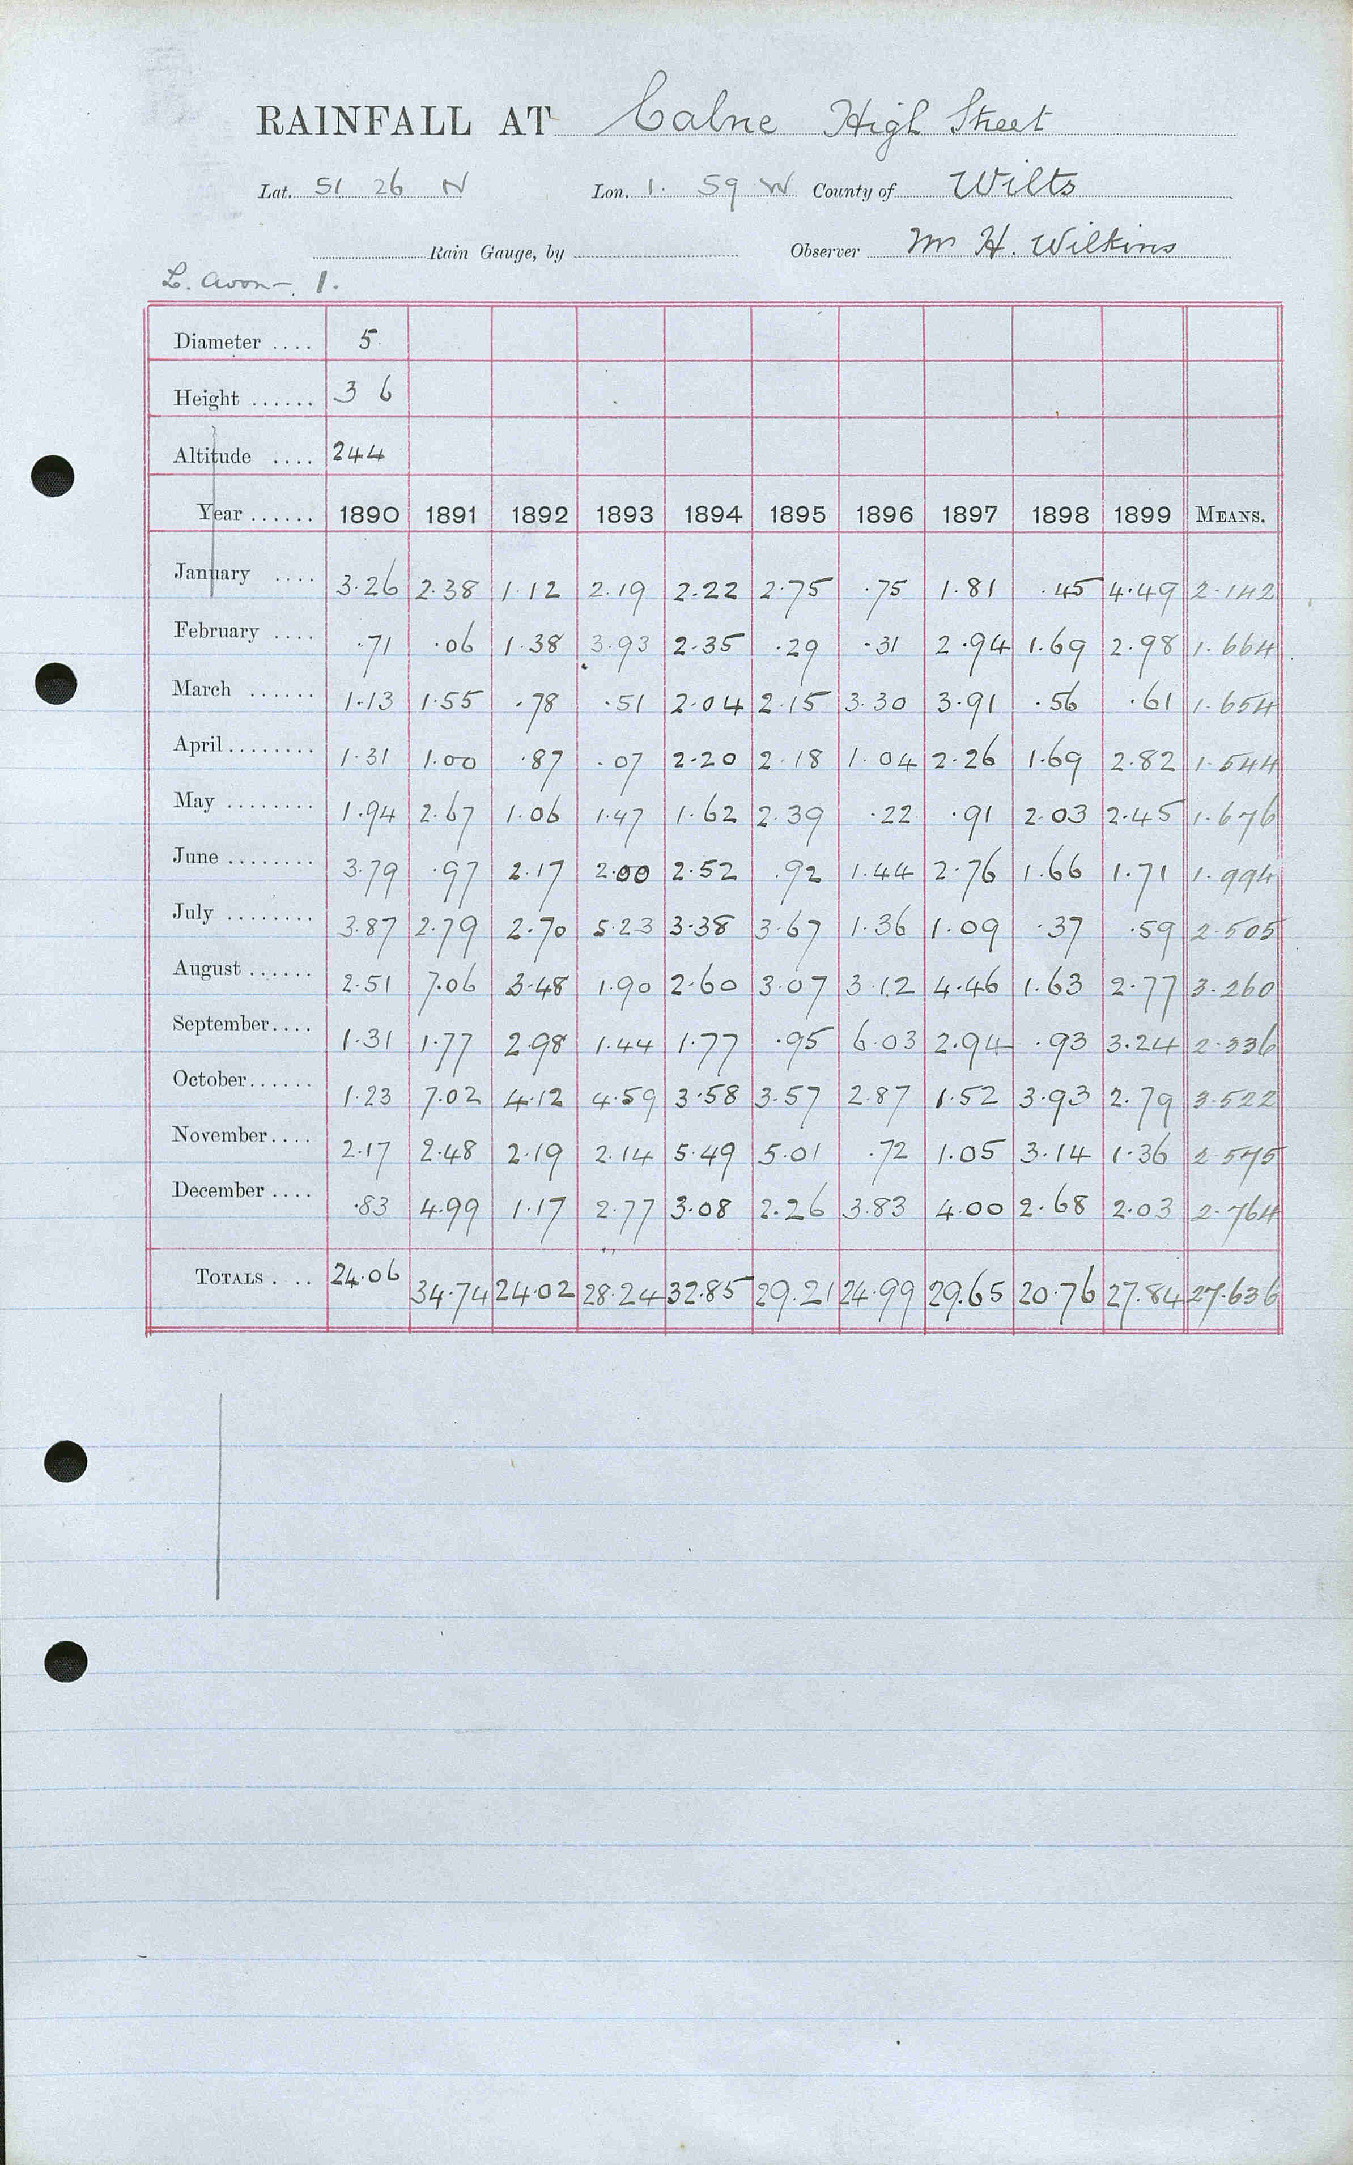 RAINFALL AT Calne High Street
Lat. 51 26 N Lon. 1. 59 W County of Wilts
Rain Gauge, by Observer Mr H. Wilkins
L. Avon - 1.
Diameter .... 5
Height ...... 3 6
Altitude .... 244
Year ...... 1890 1891 1892 1893 1894 1895 1896 1897 1898 1899 MEANS.
January .... 3.26 2.38 1.12 2.19 2.22 2.75 .75 1.81 .45 4.49 2.142
February .... .71 .06 1.38 3.93 2.35 .29 .31 2.94 1.69 2.98 1.664
March ...... 1.13 1.55 .78 .51 2.04 2.15 3.30 3.91 .56 .61 1.654
April ........ 1.31 1.00 .87 .07 2.20 2.18 1.04 2.26 1.69 2.82 1.544
May ........ 1.94 2.67 1.06 1.47 1.62 2.39 .22 .91 2.03 2.45 1.676
June ........ 3.79 .97 2.17 2.00 2.52 .92 1.44 2.76 1.66 1.71 1.994
July ........ 3.87 2.79 2.70 5.23 3.38 3.67 1.36 1.09 .37 .59 2.505
August ...... 2.51 7.06 3.48 1.90 2.60 3.07 3.12 4.46 1.63 2.77 3.260
September.... 1.31 1.77 2.98 1.44 1.77 .95 6.03 2.94 .93 3.24 2.336
October...... 1.23 7.02 4.12 4.59 3.58 3.57 2.87 1.52 3.93 2.79 3.522
November.... 2.17 2.48 2.19 2.14 5.49 5.01 .72 1.05 3.14 1.36 2.575
December .... .83 4.99 1.17 2.77 3.08 2.26 3.83 4.00 2.68 2.03 2.764
TOTALS .... 24.06 34.74 24.02 28.24 32.85 29.21 24.99 29.65 20.76 27.84 27.636